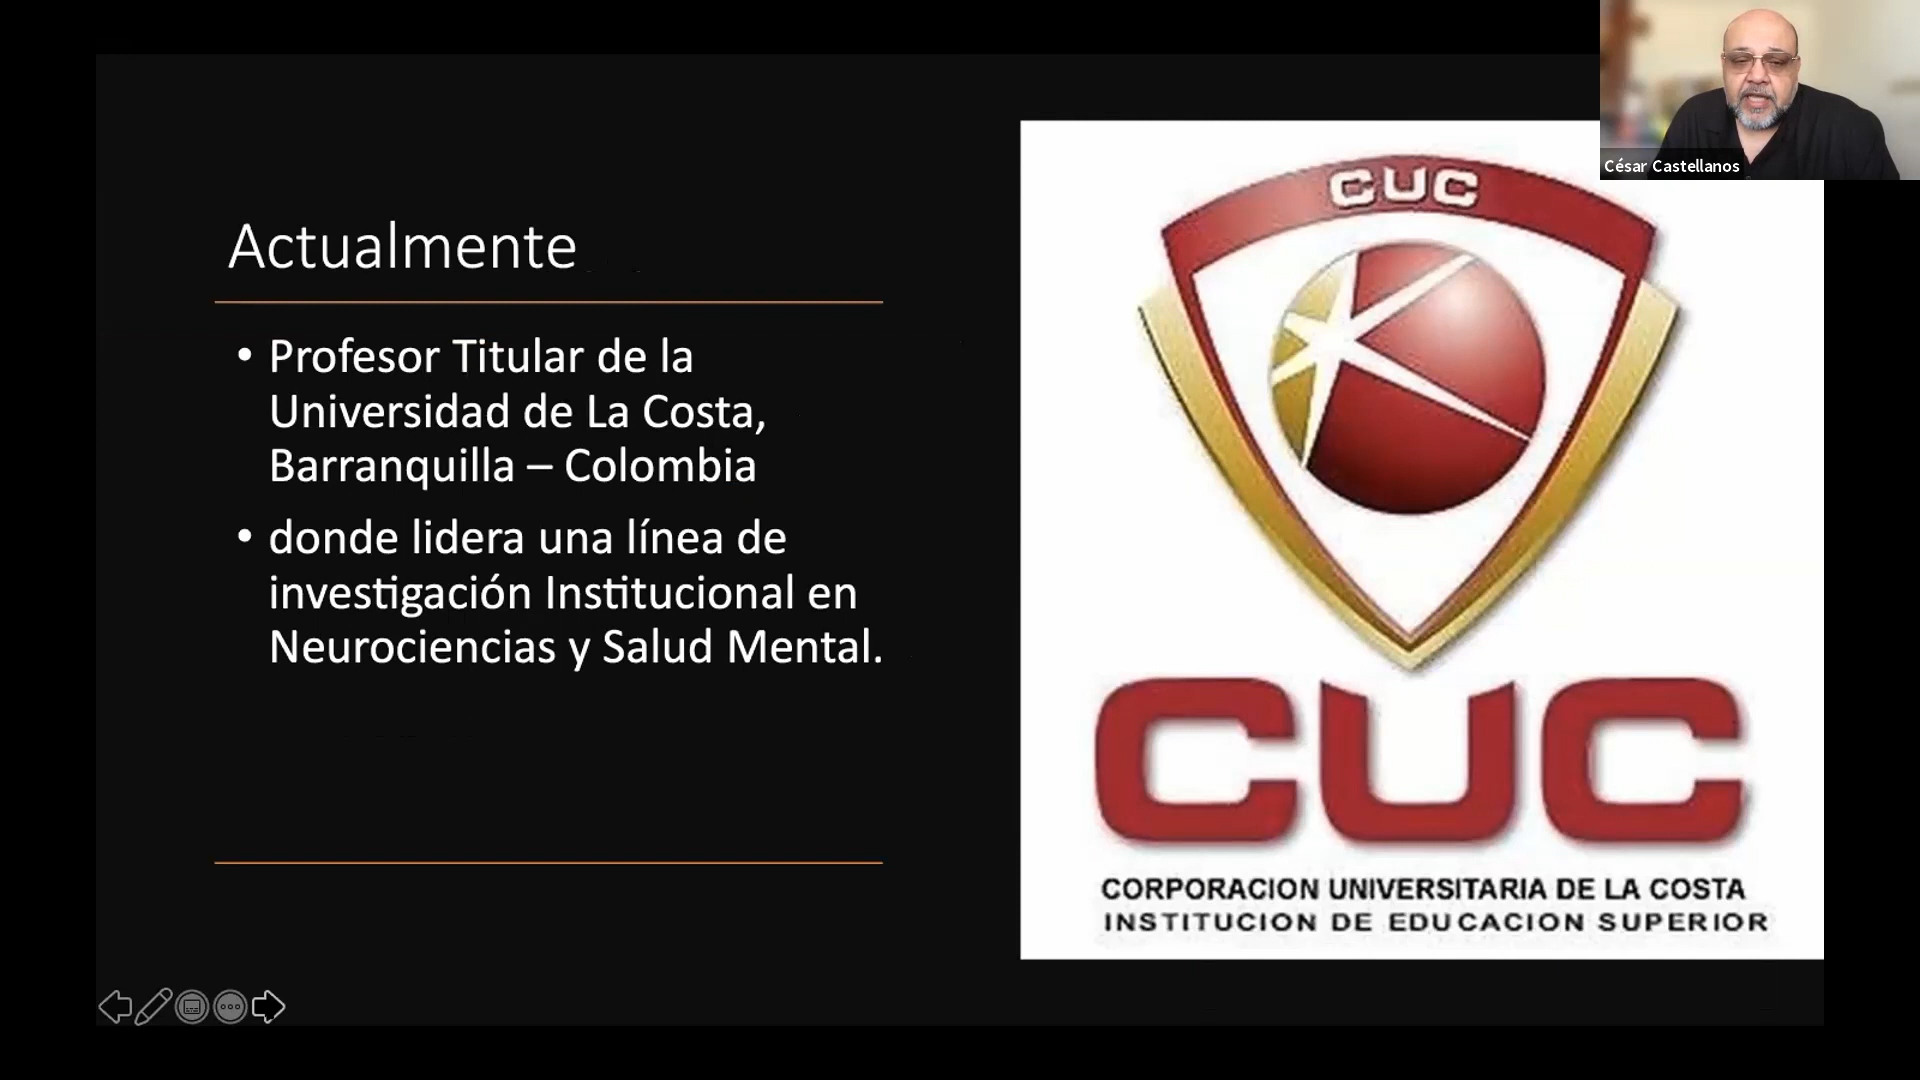 César Castellanos
Actualmente
• Profesor Titular de la
Universidad de La Costa,
Barranquilla – Colombia
• donde lidera una línea de
investigación Institucional en
Neurociencias y Salud Mental.
CUC
CUC
CORPORACION UNIVERSITARIA DE LA COSTA
INSTITUCION DE EDUCACION SUPERIOR